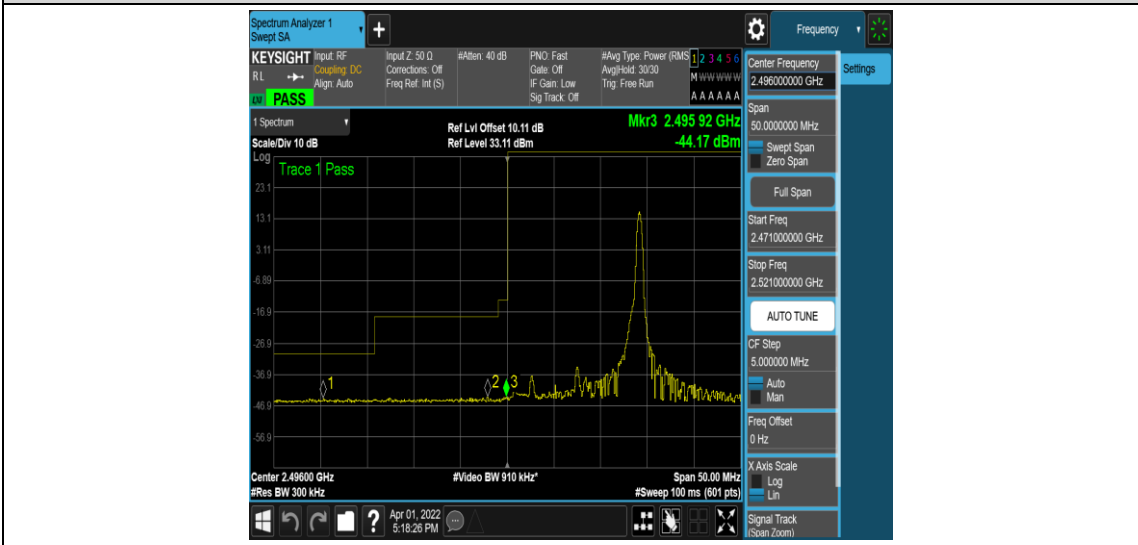 Spectrum Analyzer 1
Swept SA
+
Frequency
KEYSIGHT
R L
LXI
PASS
Input: RF
Coupling: DC
Align: Auto
Input Z: 50 Ω
Corrections: Off
Freq Ref: Int (S)
#Atten: 40 dB
PNO: Fast
Gate: Off
IF Gain: Low
Sig Track: Off
#Avg Type: Power (RMS
Avg|Hold: 30/30
Trig: Free Run
1 2 3 4 5 6
M W W W W W
A A A A A A
1 Spectrum
Scale/Div 10 dB
Ref Lvl Offset 10.11 dB
Ref Level 33.11 dBm
Mkr3 2.495 92 GHz
-44.17 dBm
Log
Trace 1 Pass
23.1
13.1
3.11
-6.89
-16.9
-26.9
-36.9
-46.9
-56.9
1
2
3
Center 2.49600 GHz
#Res BW 300 kHz
#Video BW 910 kHz*
Span 50.00 MHz
#Sweep 100 ms (601 pts)
?
Apr 01, 2022
5:18:26 PM
Center Frequency
2.496000000 GHz
Settings
Span
50.0000000 MHz
Swept Span
Zero Span
Full Span
Start Freq
2.471000000 GHz
Stop Freq
2.521000000 GHz
AUTO TUNE
CF Step
5.000000 MHz
Auto
Man
Freq Offset
0 Hz
X Axis Scale
Log
Lin
Signal Track
(Span Zoom)